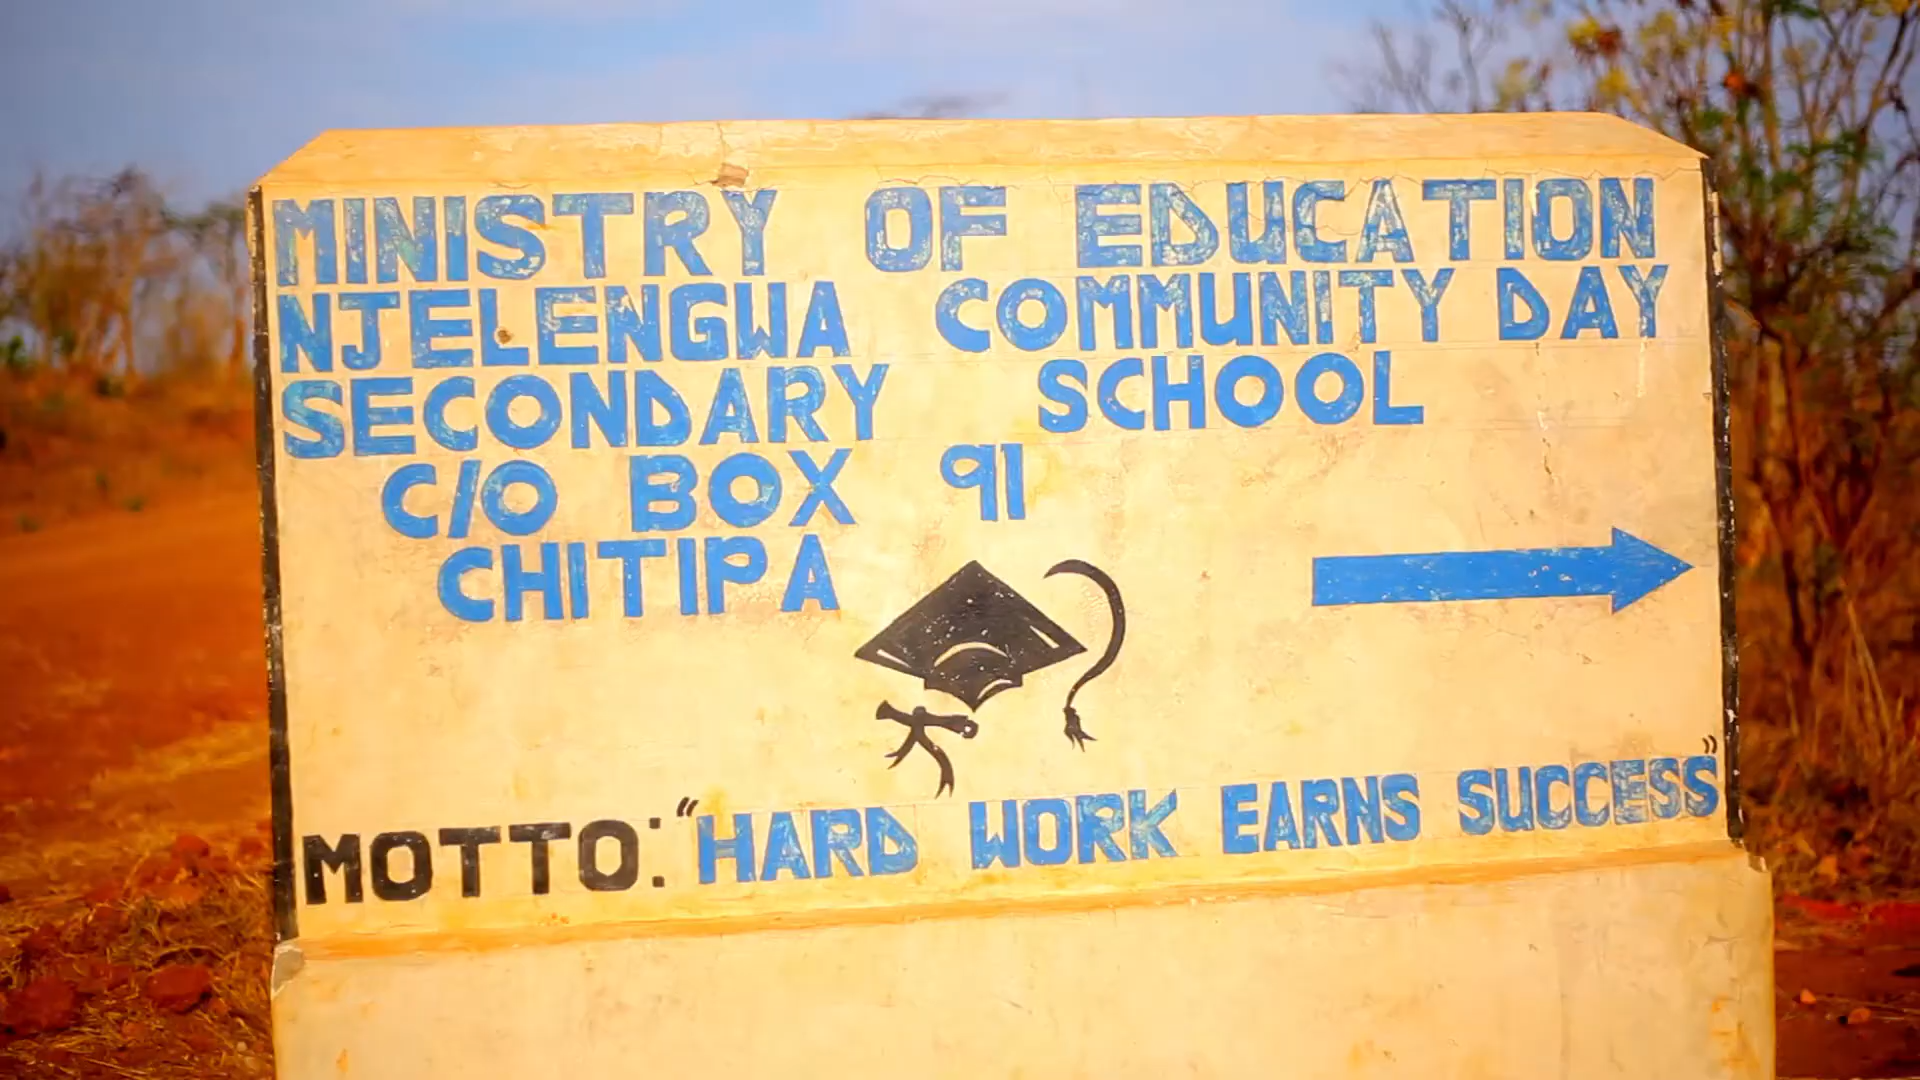 MINISTRY OF EDUCATION
NJELENGWA COMMUNITY DAY
SECONDARY SCHOOL
C/O BOX 91
CHITIPA
MOTTO: "HARD WORK EARNS SUCCESS"